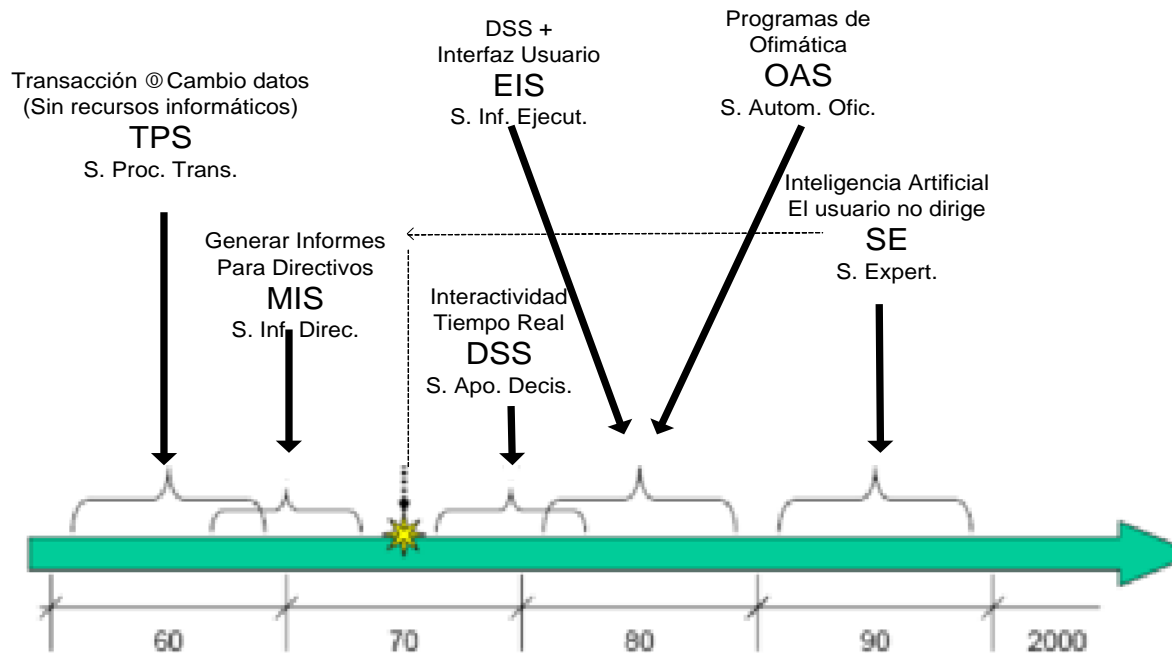 Transacción ⓪ Cambio datos
(Sin recursos informáticos)
TPS
S. Proc. Trans.
Generar Informes
Para Directivos
MIS
S. Inf. Direc.
DSS +
Interfaz Usuario
EIS
S. Inf. Ejecut.
Interactividad
Tiempo Real
DSS
S. Apo. Decis.
Programas de
Ofimática
OAS
S. Autom. Ofic.
Inteligencia Artificial
El usuario no dirige
SE
S. Expert.
60 70 80 90 2000